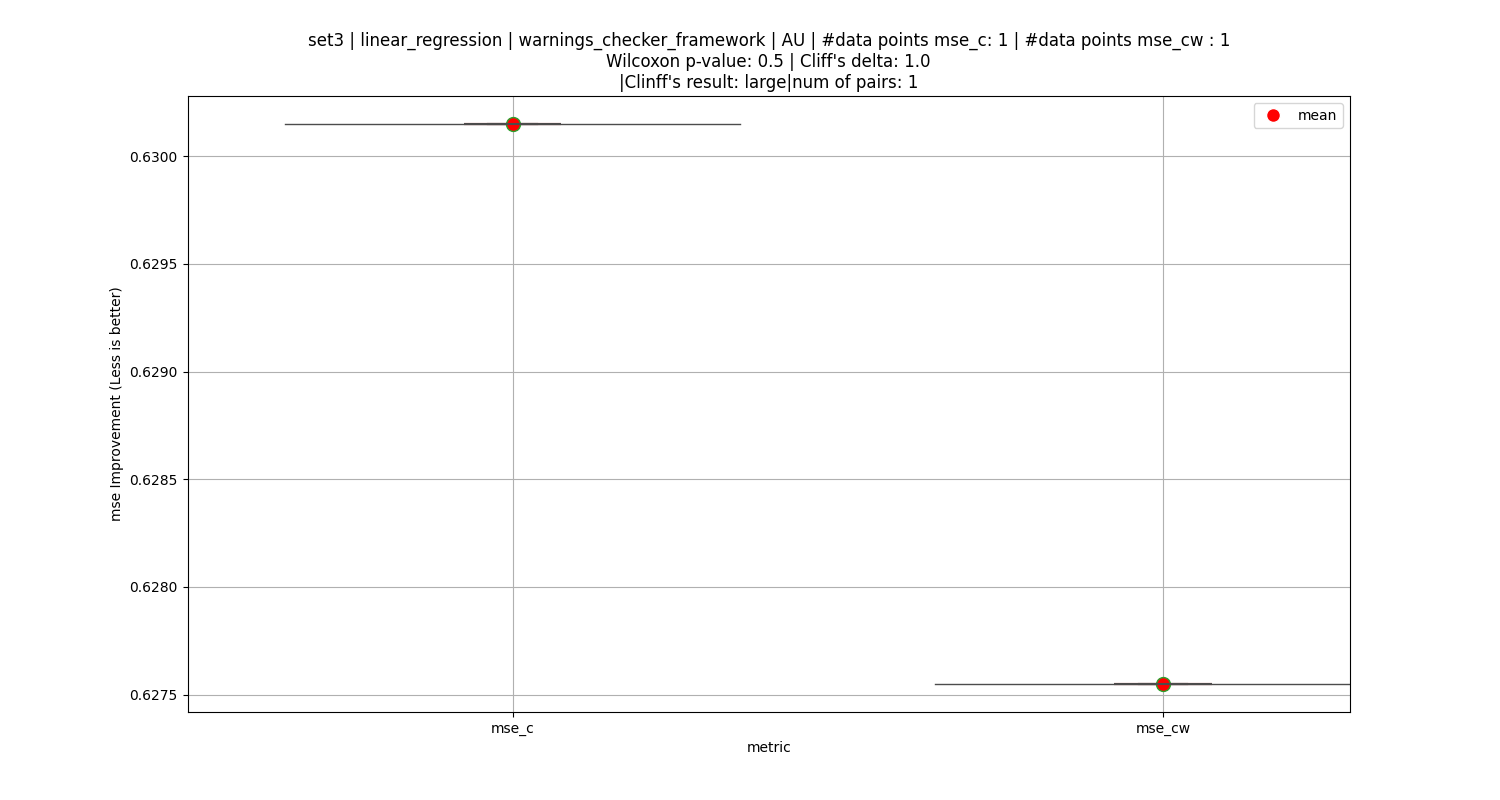 set3 | linear_regression | warnings_checker_framework | AU | #data points mse_c: 1 | #data points mse_cw : 1
Wilcoxon p-value: 0.5 | Cliff's delta: 1.0
|Clinff's result: large|num of pairs: 1
mean
0.6300
0.6295
0.6290
0.6285
0.6280
0.6275
mse Improvement (Less is better)
mse_c
mse_cw
metric